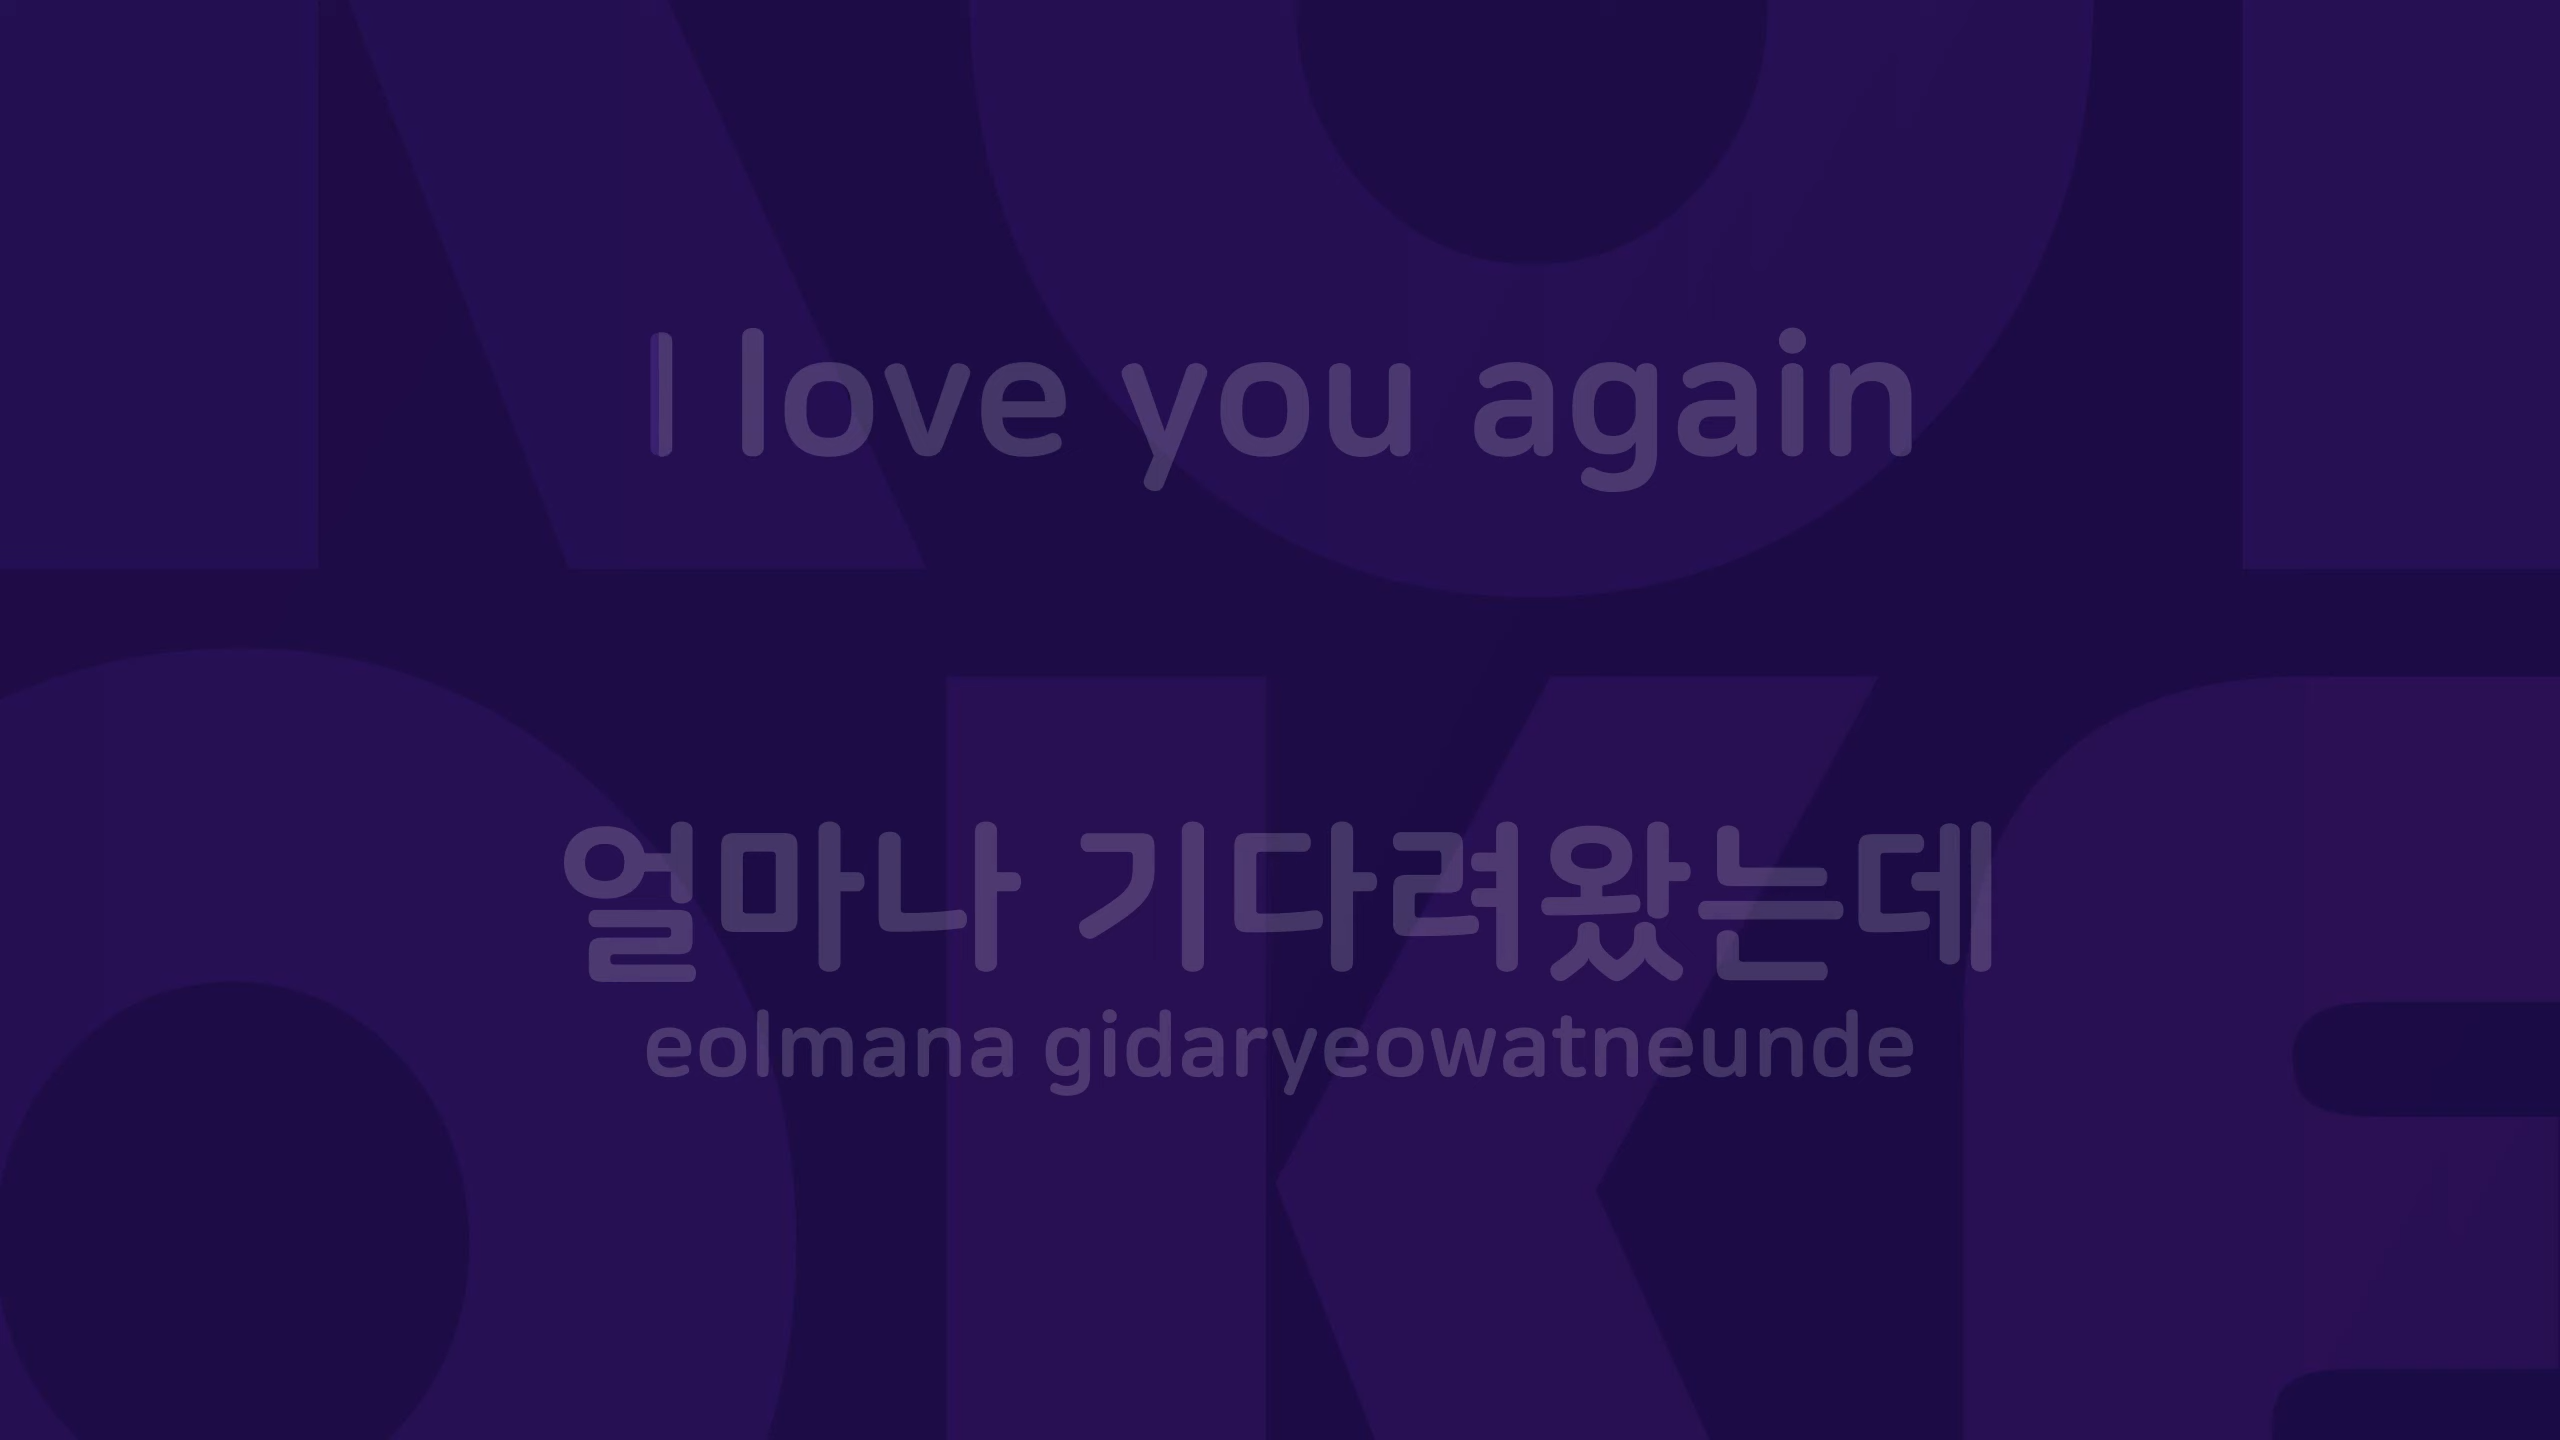 I love you again
얼마나 기다려왔는데
eolmana gidaryeowatneunde